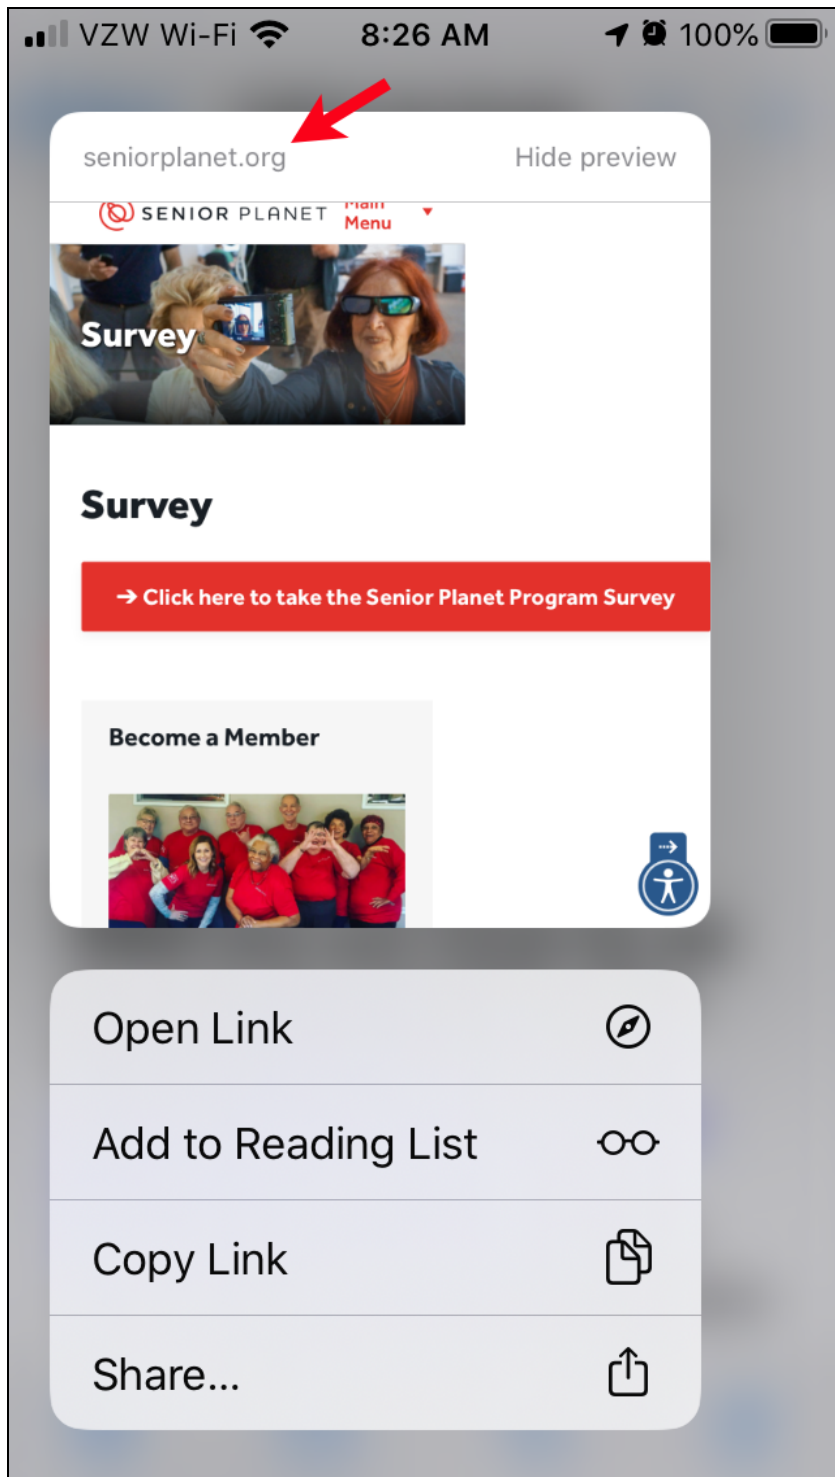 VZW Wi-Fi 8:26 AM 100%
seniorplanet.org Hide preview
SENIOR PLANET Main
Menu
Survey
Survey
→ Click here to take the Senior Planet Program Survey
Become a Member
Open Link
Add to Reading List
Copy Link
Share...